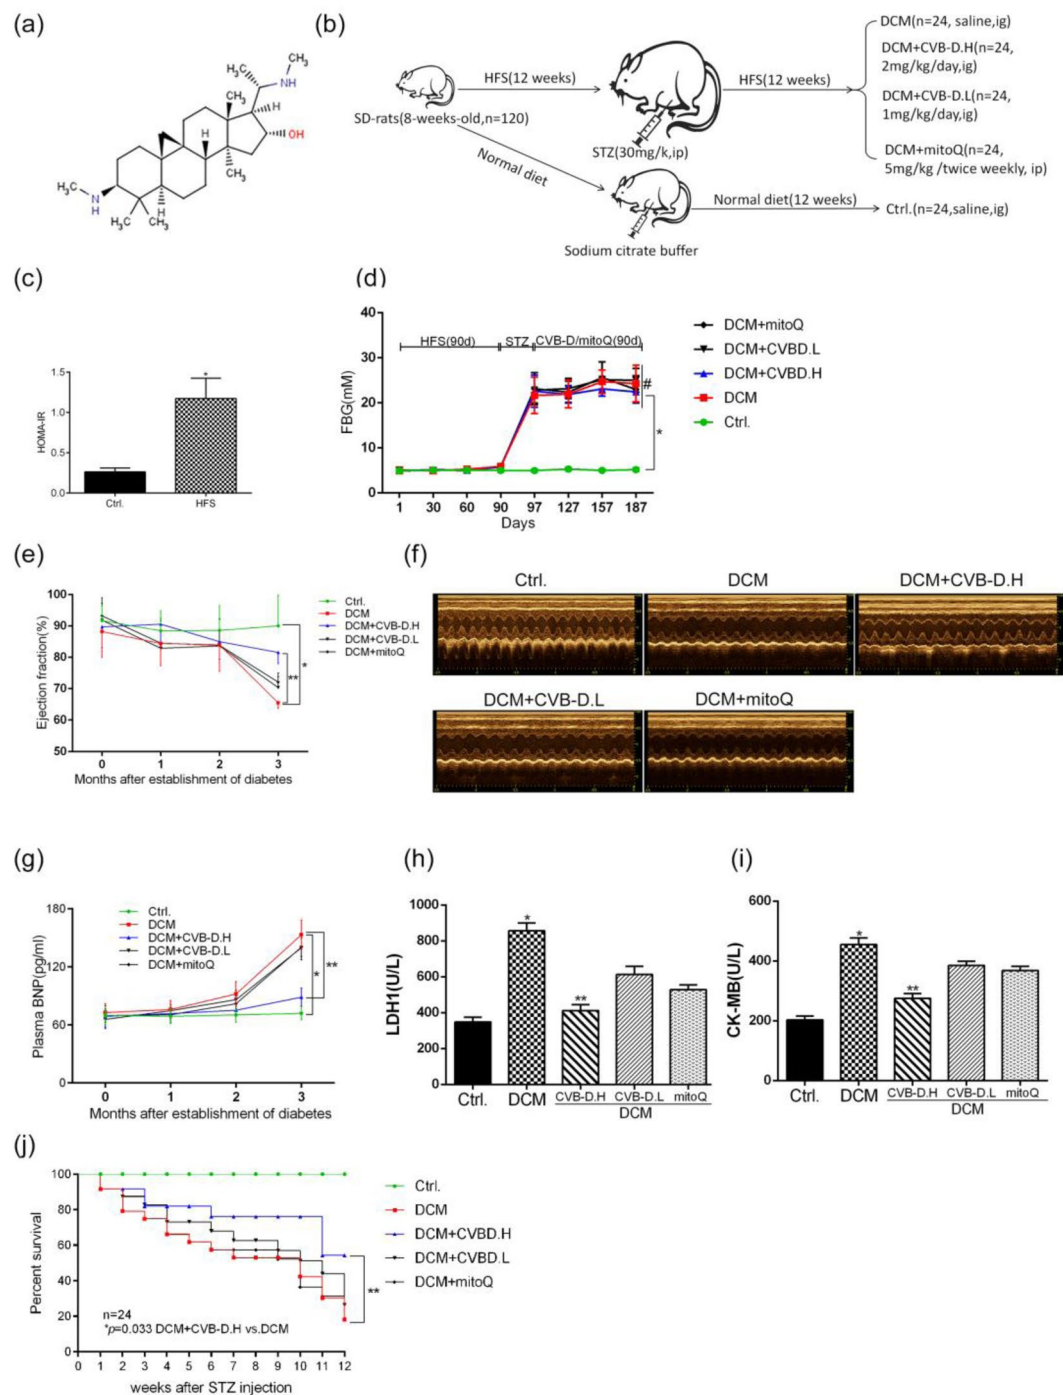 (a)
CH₃
HN
CH₃
CH₃
H
H
OH
H
CH₃
H₃C
N
H
H
H₃C
CH₃
(b)
SD-rats(8-weeks-old,n=120)
HFS(12 weeks)
STZ(30mg/k,ip)
HFS(12 weeks)
DCM(n=24, saline,ig)
DCM+CVB-D.H(n=24,
2mg/kg/day,ig)
DCM+CVB-D.L(n=24,
1mg/kg/day,ig)
DCM+mitoQ(n=24,
5mg/kg /twice weekly, ip)
Normal diet
Sodium citrate buffer
Normal diet(12 weeks)
Ctrl.(n=24,saline,ig)
(c)
HOMA-IR
1.5
1.0
0.5
0.0
*
Ctrl.
HFS
(d)
FBG(mM)
40
30
20
10
0
HFS(90d)
STZ
CVB-D/mitoQ(90d)
#
*
1 30 60 90 97 127 157 187
Days
DCM+mitoQ
DCM+CVBD.L
DCM+CVBD.H
DCM
Ctrl.
(e)
Ejection fraction(%)
100
90
80
70
60
50
0 1 2 3
Months after establishment of diabetes
** *
Ctrl.
DCM
DCM+CVB-D.H
DCM+CVB-D.L
DCM+mitoQ
(f)
Ctrl.
DCM
DCM+CVB-D.H
DCM+CVB-D.L
DCM+mitoQ
(g)
Plasma BNP(pg/ml)
180
120
60
0
0 1 2 3
Months after establishment of diabetes
Ctrl.
DCM
DCM+CVB-D.H
DCM+CVB-D.L
DCM+mitoQ
* **
(h)
LDH1(U/L)
1000
800
600
400
200
0
*
**
Ctrl. DCM CVB-D.H CVB-D.L mitoQ
DCM
(i)
CK-MB(U/L)
600
400
200
0
*
**
Ctrl. DCM CVB-D.H CVB-D.L mitoQ
DCM
(j)
Percent survival
100
80
60
40
20
0
n=24
*p=0.033 DCM+CVB-D.H vs.DCM
**
0 1 2 3 4 5 6 7 8 9 10 11 12
weeks after STZ injection
Ctrl.
DCM
DCM+CVBD.H
DCM+CVBD.L
DCM+mitoQ